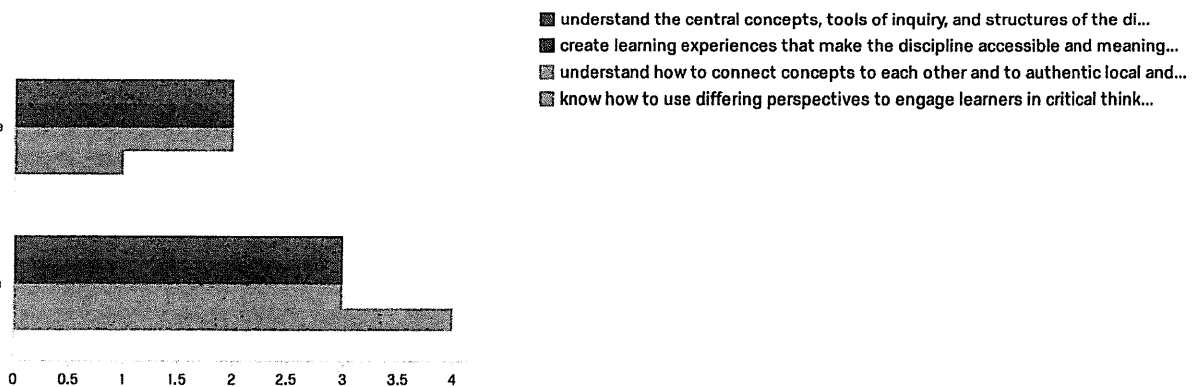 understand the central concepts, tools of inquiry, and structures of the di...
create learning experiences that make the discipline accessible and meaning...
understand how to connect concepts to each other and to authentic local and...
know how to use differing perspectives to engage learners in critical think...
0 0.5 1 1.5 2 2.5 3 3.5 4